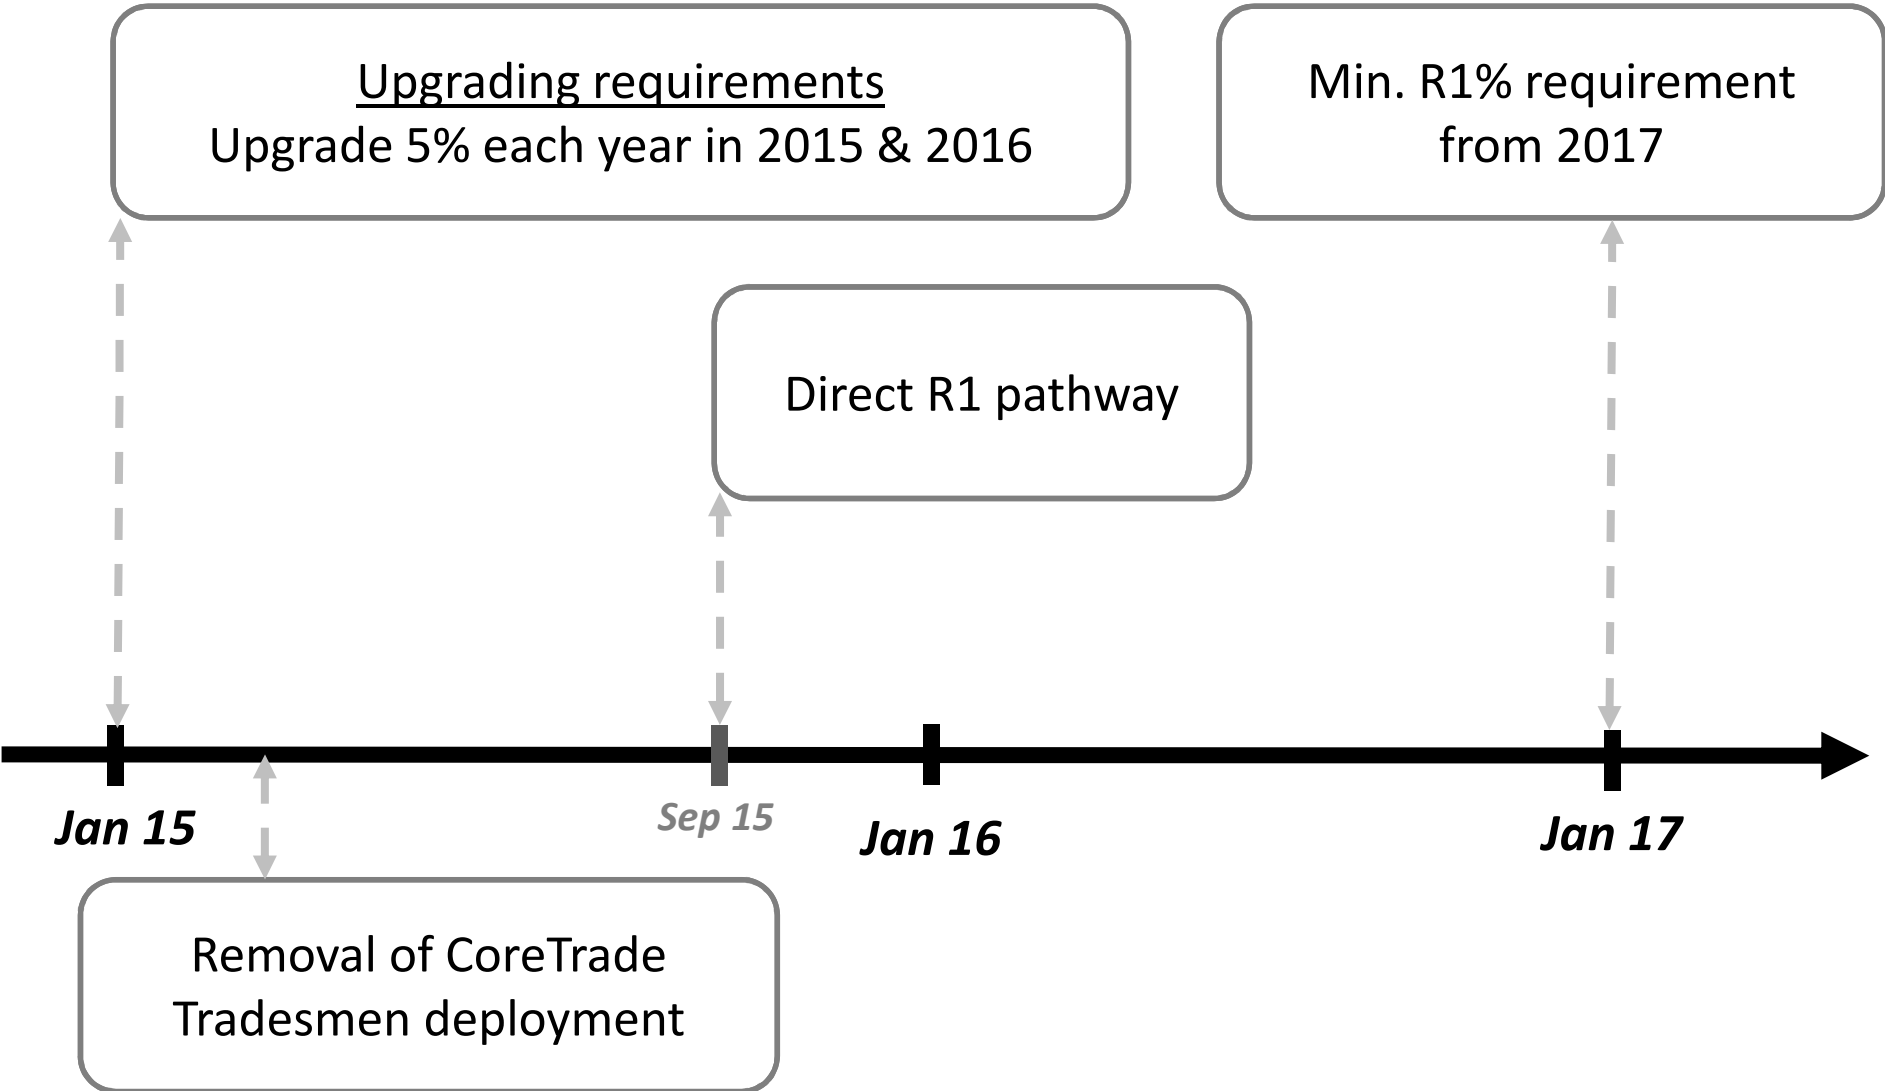 Upgrading requirements
Upgrade 5% each year in 2015 & 2016
Min. R1% requirement
from 2017
Direct R1 pathway
Jan 15
Sep 15
Jan 16
Jan 17
Removal of CoreTrade
Tradesmen deployment